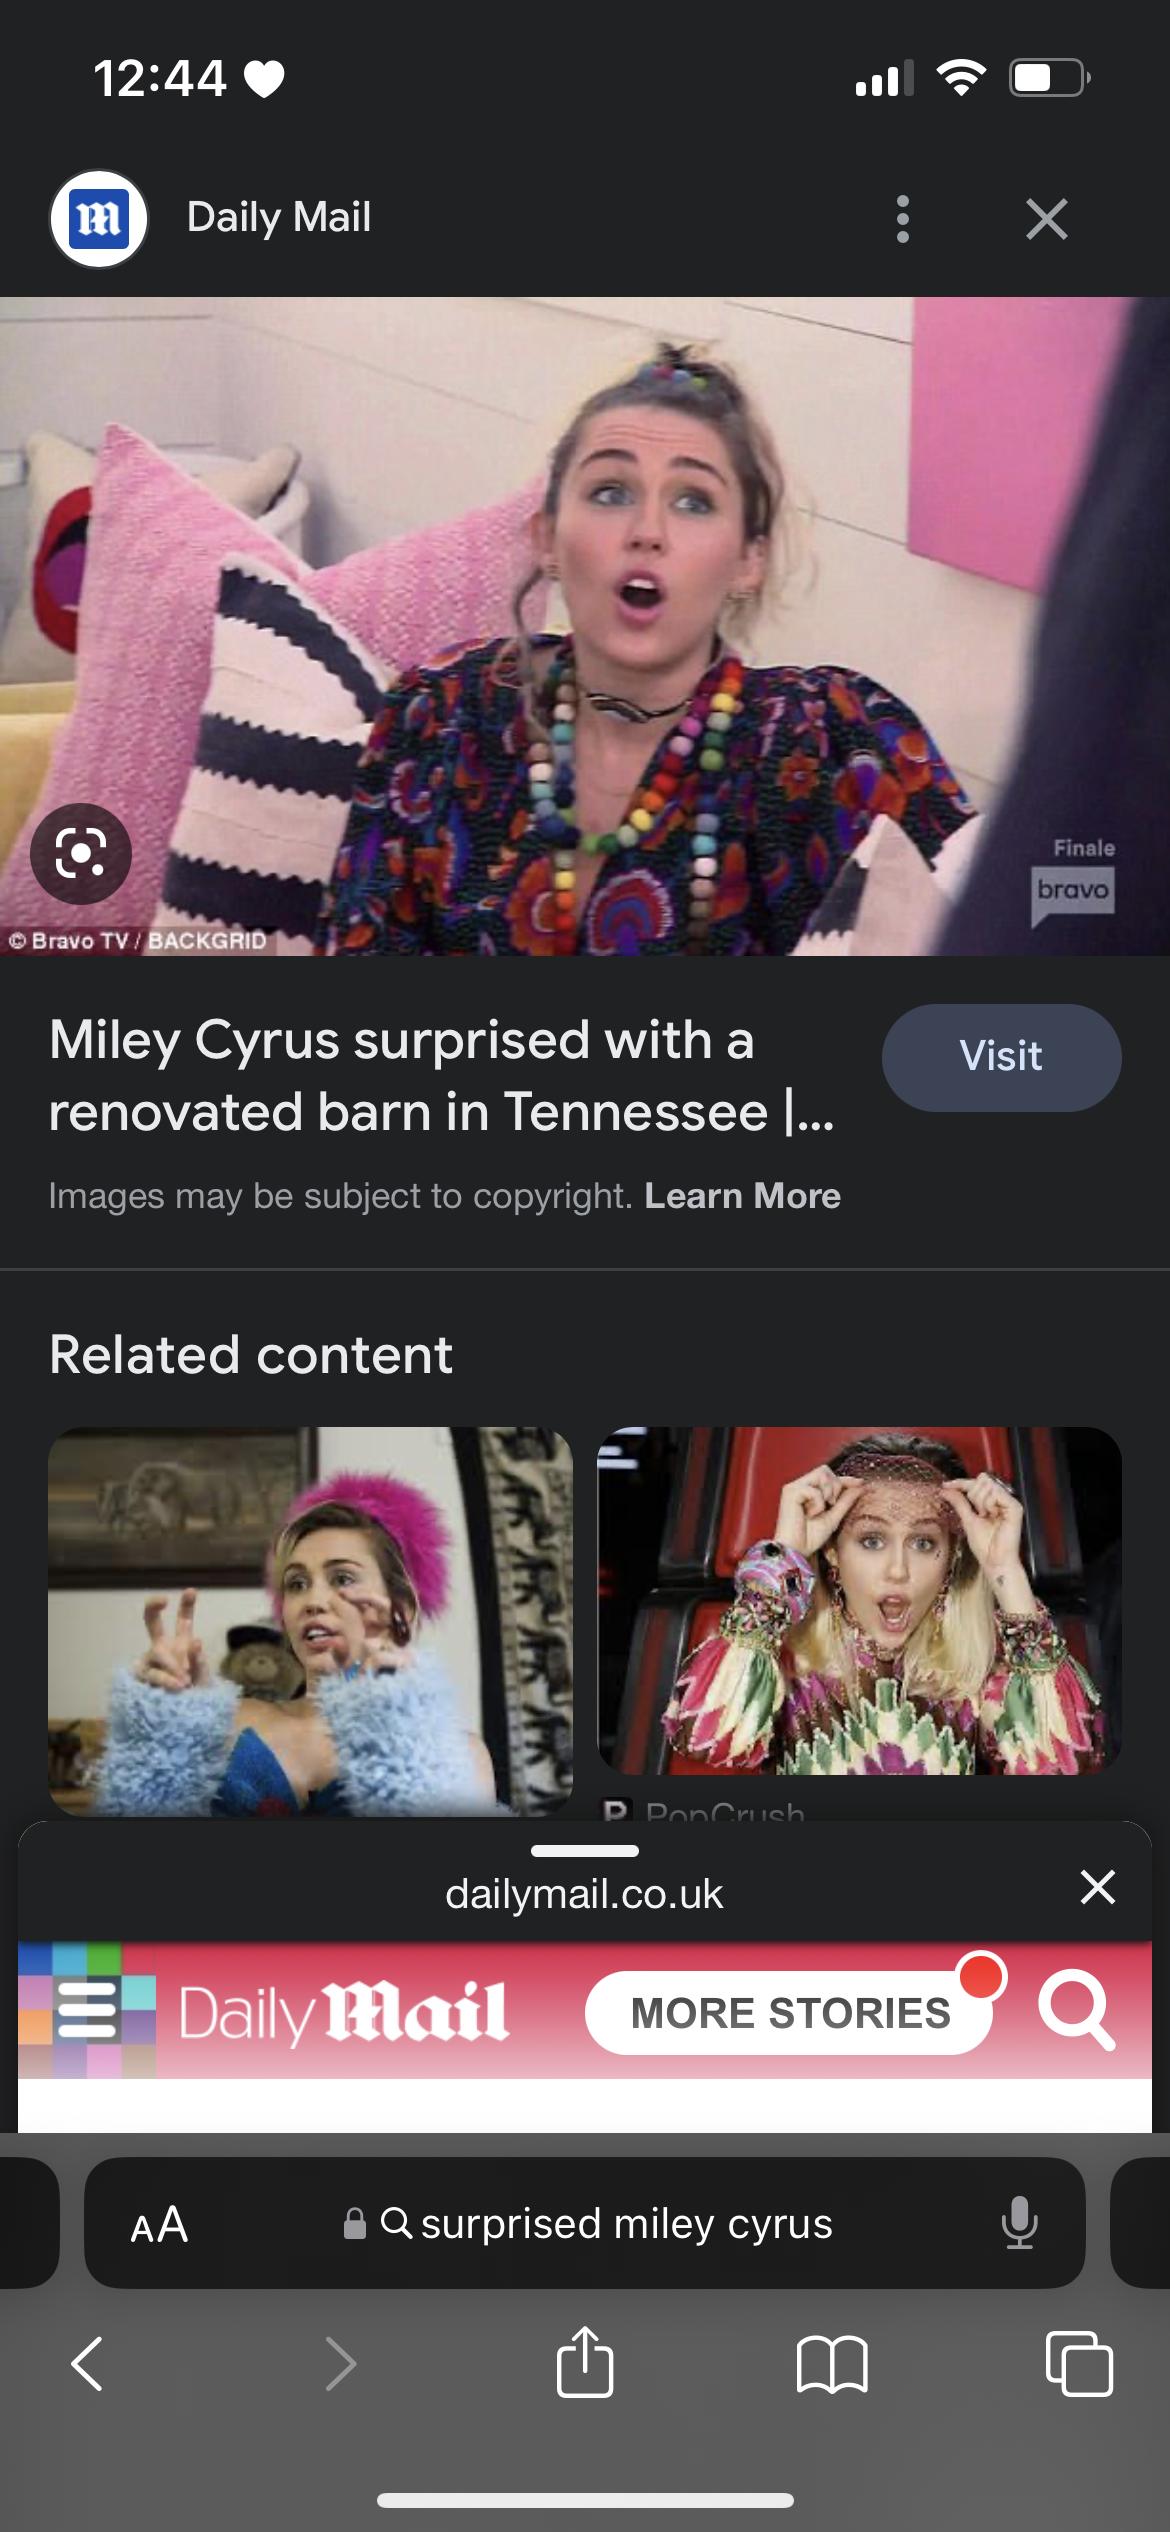 12:44
Daily Mail
Finale
bravo
© Bravo TV / BACKGRID
Miley Cyrus surprised with a
renovated barn in Tennessee |...
Visit
Images may be subject to copyright. Learn More
Related content
PopCrush
dailymail.co.uk
Daily Mail
MORE STORIES
AA
surprised miley cyrus